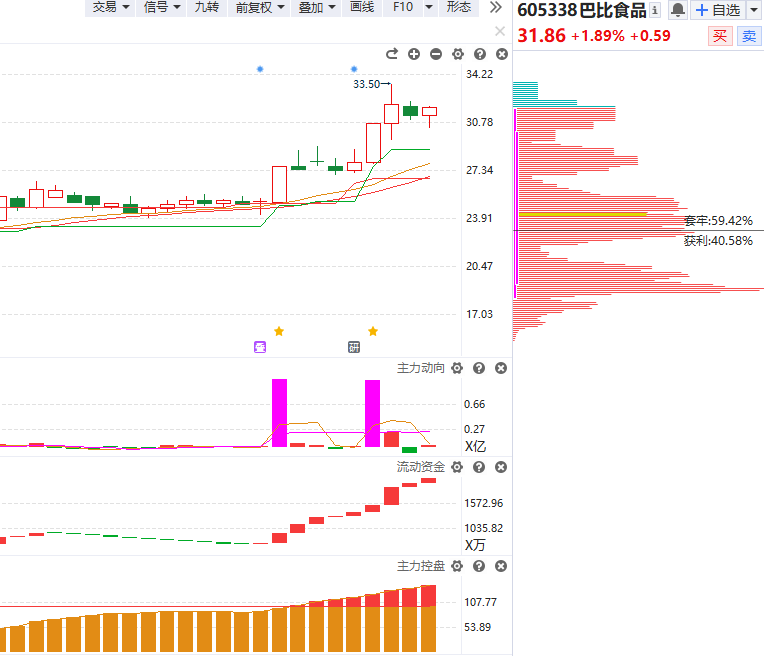 交易 信号 九转 前复权 叠加 画线 F10 形态
605338巴比食品 自选
31.86 +1.89% +0.59 买 卖
33.50
34.22
30.78
27.34
23.91
20.47
17.03
套牢:59.42%
获利:40.58%
研
主力动向
0.66
0.27
X亿
流动资金
1572.96
1035.82
X万
主力控盘
107.77
53.89